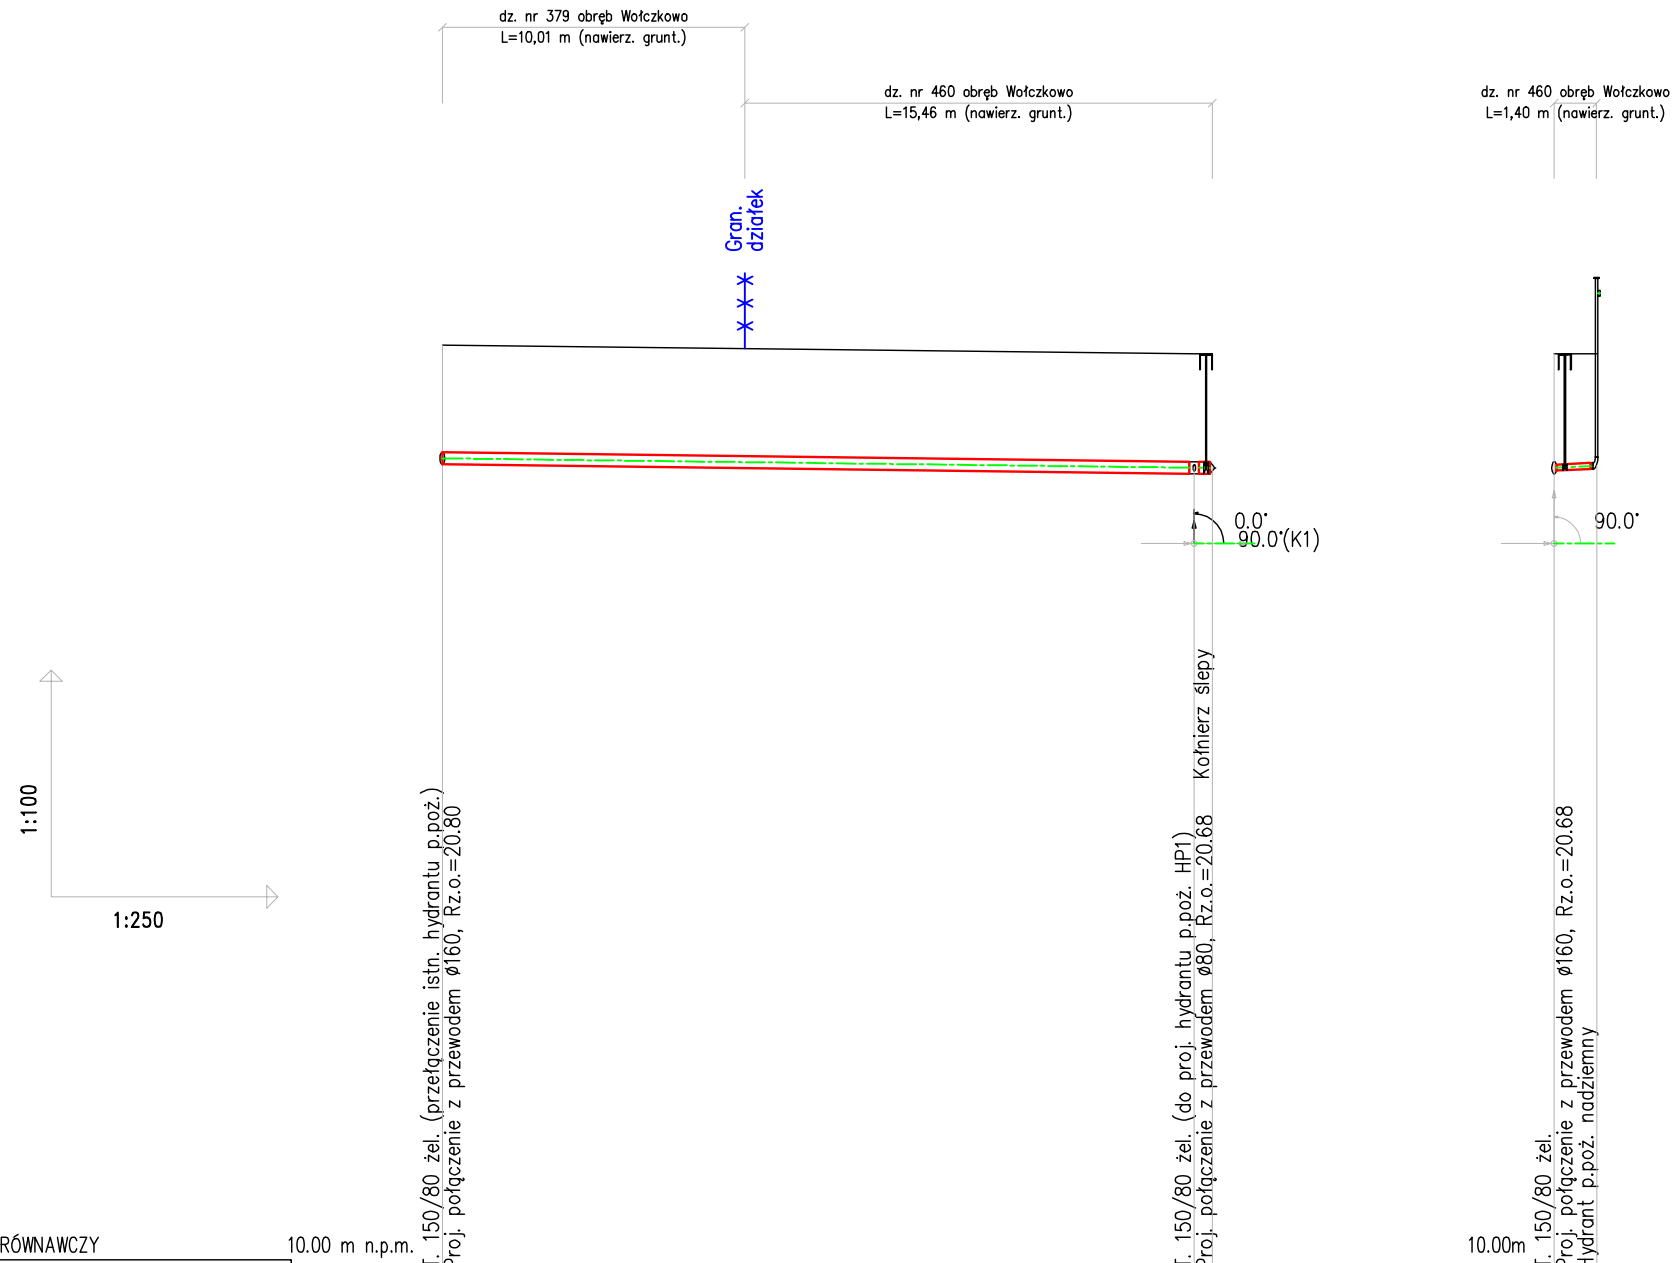 dz. nr 379 obręb Wołczkowo
L=10,01 m (nawierz. grunt.)
dz. nr 460 obręb Wołczkowo
L=15,46 m (nawierz. grunt.)
dz. nr 460 obręb Wołczkowo
L=1,40 m (nawierz. grunt.)
Gran.
działek
0.0°
90.0°(K1)
90.0°
1:100
1:250
T. 150/80 żel. (przełączenie istn. hydrantu p.poż.)
Proj. połączenie z przewodem ø160, Rz.o.=20.80
T. 150/80 żel. (do proj. hydrantu p.poż. HP1)
Proj. połączenie z przewodem ø80, Rz.o.=20.68
Kołnierz ślepy
T. 150/80 żel.
Proj. połączenie z przewodem ø160, Rz.o.=20.68
Hydrant p.poż. nadziemny
RÓWNAWCZY
10.00 m n.p.m.
10.00m